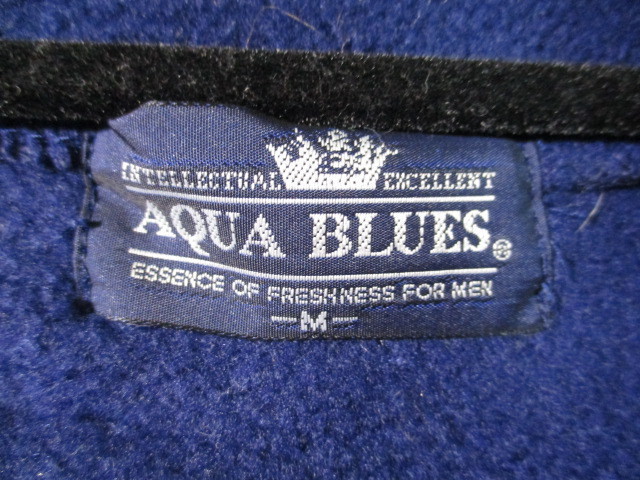 INTELLECTUAL EXCELLENT
AQUA BLUES®
ESSENCE OF FRESHNESS FOR MEN
-M-